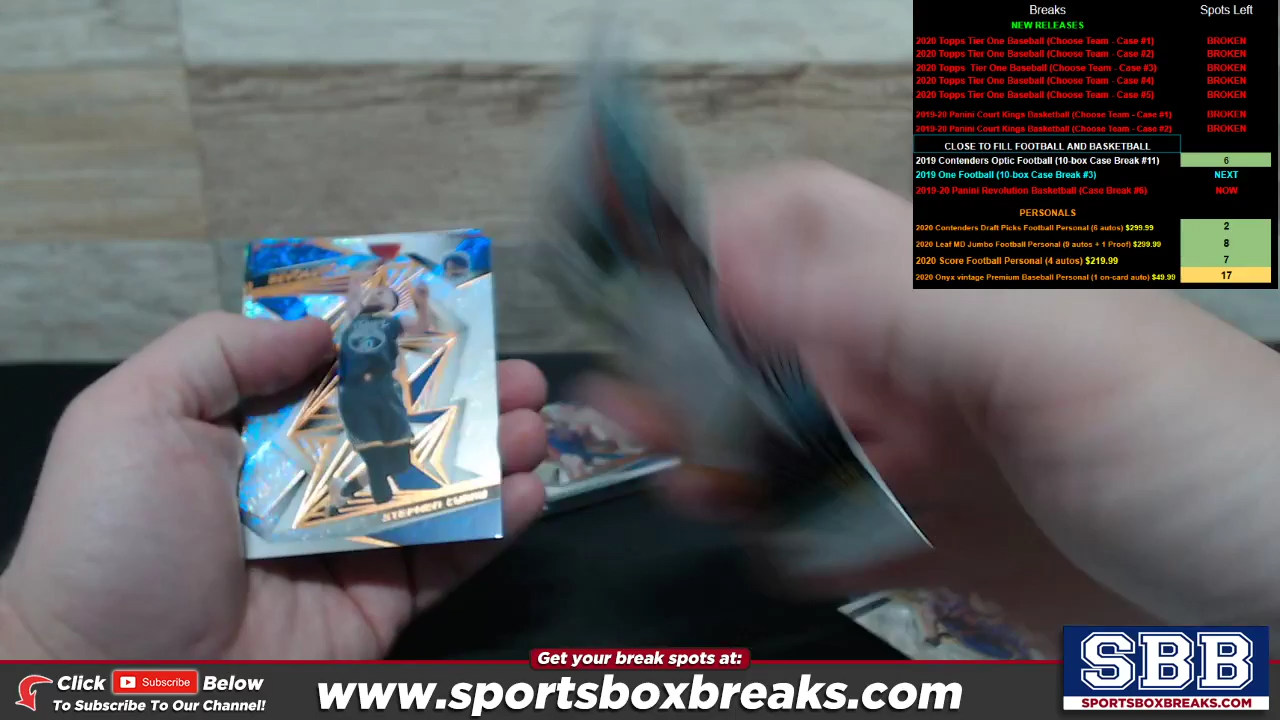 Breaks Spots Left
NEW RELEASES
2020 Topps Tier One Baseball (Choose Team - Case #1) BROKEN
2020 Topps Tier One Baseball (Choose Team - Case #2) BROKEN
2020 Topps Tier One Baseball (Choose Team - Case #3) BROKEN
2020 Topps Tier One Baseball (Choose Team - Case #4) BROKEN
2020 Topps Tier One Baseball (Choose Team - Case #5) BROKEN
2019-20 Panini Court Kings Basketball (Choose Team - Case #1) BROKEN
2019-20 Panini Court Kings Basketball (Choose Team - Case #2) BROKEN
CLOSE TO FILL FOOTBALL AND BASKETBALL
2019 Contenders Optic Football (10-box Case Break #11) 6
2019 One Football (10-box Case Break #3) NEXT
2019-20 Panini Revolution Basketball (Case Break #6) NOW
PERSONALS
2020 Contenders Draft Picks Football Personal (6 autos) $299.99 2
2020 Leaf MD Jumbo Football Personal (9 autos + 1 Proof) $299.99 8
2020 Score Football Personal (4 autos) $219.99 7
2020 Onyx vintage Premium Baseball Personal (1 on-card auto) $49.99 17
STEPHEN CURRY
Get your break spots at:
Click Subscribe Below
To Subscribe To Our Channel!
www.sportsboxbreaks.com
SBB
SPORTSBOXBREAKS.COM